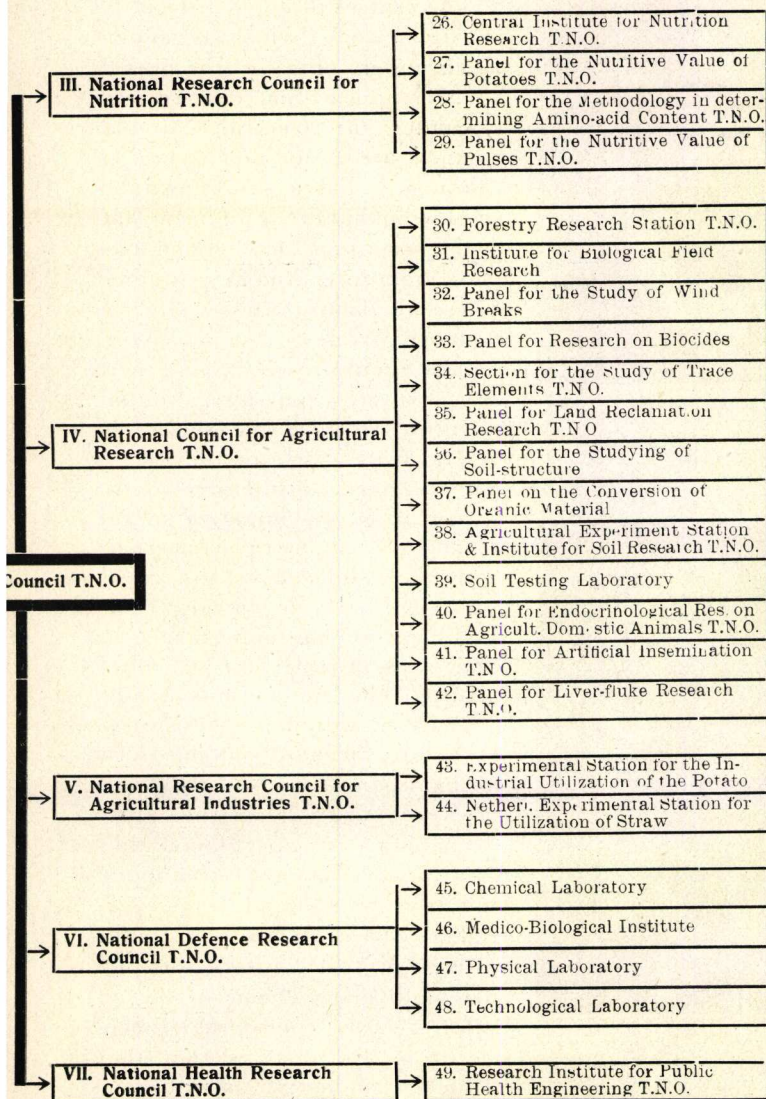 III. National Research Council for
Nutrition T.N.O.
26. Central Institute for Nutrition
Research T.N.O.
27. Panel for the Nutritive Value of
Potatoes T.N.O.
28. Panel for the Methodology in deter-
mining Amino-acid Content T.N.O.
29. Panel for the Nutritive Value of
Pulses T.N.O.
IV. National Council for Agricultural
Research T.N.O.
30. Forestry Research Station T.N.O.
31. Institute for Biological Field
Research
32. Panel for the Study of Wind
Breaks
33. Panel for Research on Biocides
34. Section for the Study of Trace
Elements T.N.O.
35. Panel for Land Reclamation
Research T.N.O
36. Panel for the Studying of
Soil-structure
37. Panel on the Conversion of
Organic Material
38. Agricultural Experiment Station
& Institute for Soil Research T.N.O.
39. Soil Testing Laboratory
40. Panel for Endocrinological Res. on
Agricult. Domestic Animals T.N.O.
41. Panel for Artificial Insemination
T.N.O.
42. Panel for Liver-fluke Research
T.N.O.
Council T.N.O.
V. National Research Council for
Agricultural Industries T.N.O.
43. Experimental Station for the In-
dustrial Utilization of the Potato
44. Netherl. Experimental Station for
the Utilization of Straw
VI. National Defence Research
Council T.N.O.
45. Chemical Laboratory
46. Medico-Biological Institute
47. Physical Laboratory
48. Technological Laboratory
VII. National Health Research
Council T.N.O.
49. Research Institute for Public
Health Engineering T.N.O.